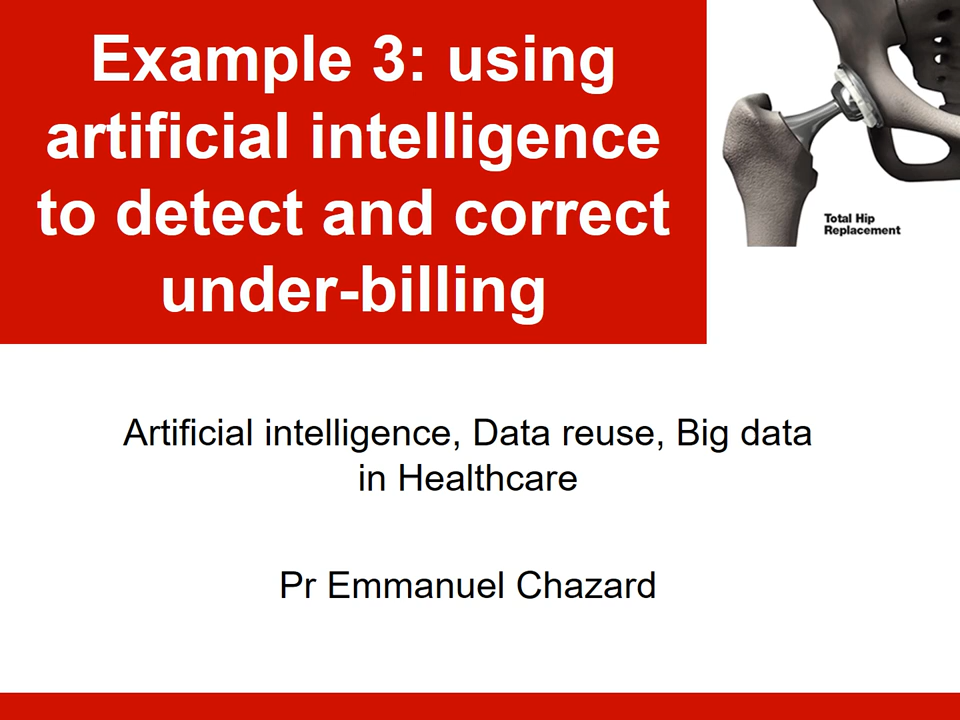 Example 3: using
artificial intelligence
to detect and correct
under-billing
Total Hip
Replacement
Artificial intelligence, Data reuse, Big data
in Healthcare
Pr Emmanuel Chazard